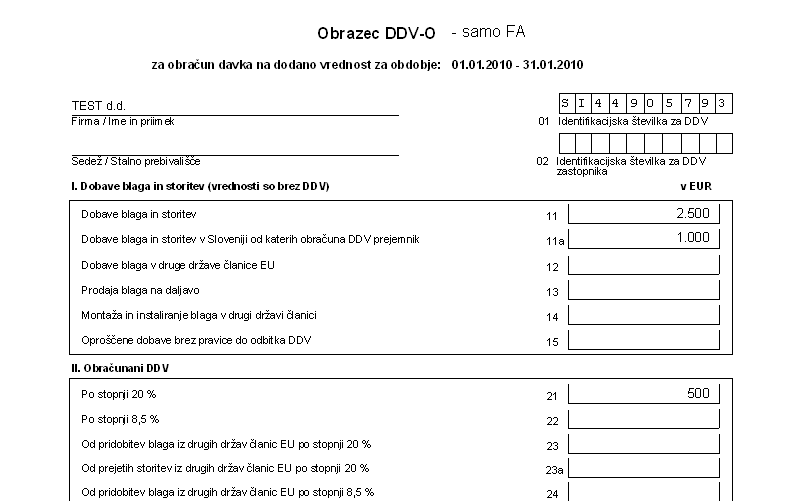 Obrazec DDV-O - samo FA
za obračun davka na dodano vrednost za obdobje: 01.01.2010 - 31.01.2010
TEST d.d.
Firma / Ime in priimek
S I 4 4 9 0 5 7 9 3
01 Identifikacijska številka za DDV
Sedež / Stalno prebivališče
02 Identifikacijska številka za DDV
zastopnika
I. Dobave blaga in storitev (vrednosti so brez DDV) v EUR
Dobave blaga in storitev 11 2.500
Dobave blaga in storitev v Sloveniji od katerih obračuna DDV prejemnik 11a 1.000
Dobave blaga v druge države članice EU 12
Prodaja blaga na daljavo 13
Montaža in instaliranje blaga v drugi državi članici 14
Oproščene dobave brez pravice do odbitka DDV 15
II. Obračunani DDV
Po stopnji 20 % 21 500
Po stopnji 8,5 % 22
Od pridobitev blaga iz drugih držav članic EU po stopnji 20 % 23
Od prejetih storitev iz drugih držav članic EU po stopnji 20 % 23a
Od pridobitev blaga iz drugih držav članic EU po stopnji 8,5 % 24